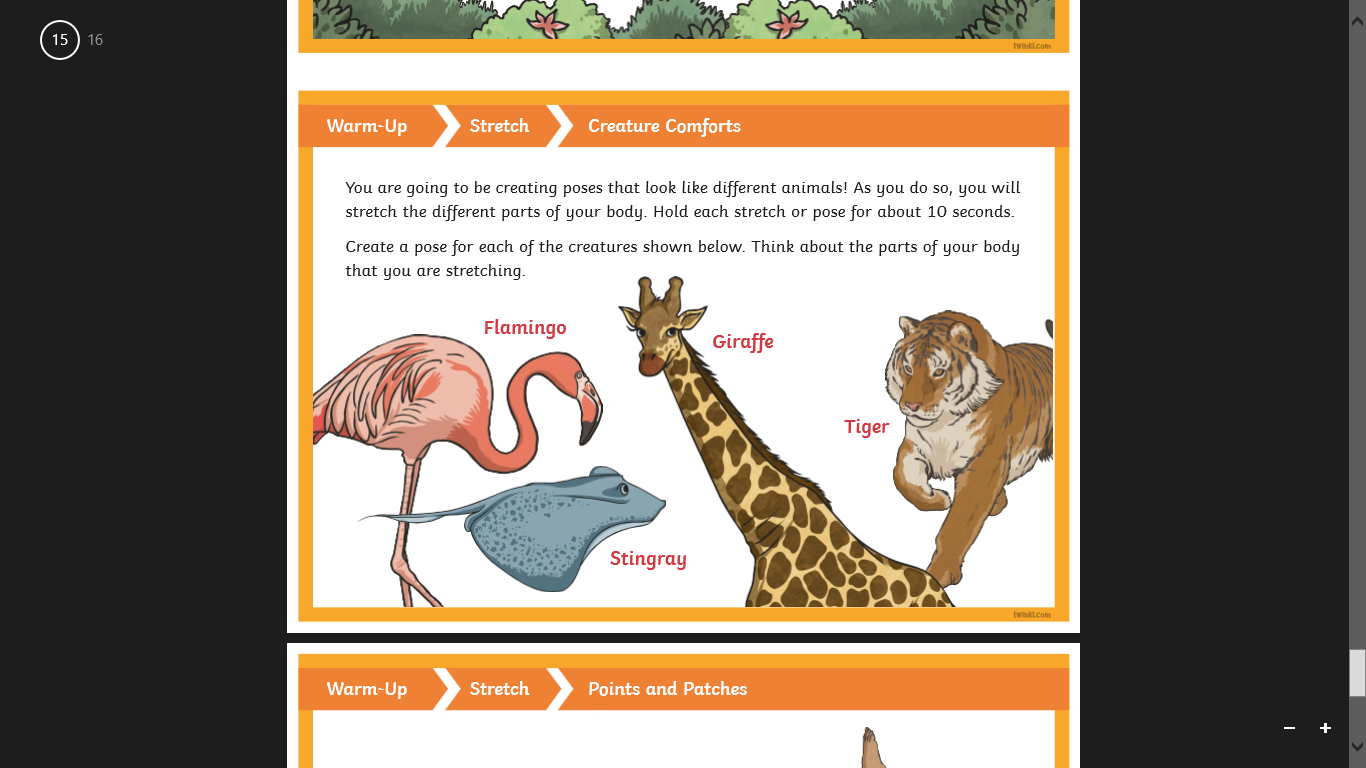 15 16
twinkl.com
Warm-Up Stretch Creature Comforts
You are going to be creating poses that look like different animals! As you do so, you will
stretch the different parts of your body. Hold each stretch or pose for about 10 seconds.
Create a pose for each of the creatures shown below. Think about the parts of your body
that you are stretching.
Flamingo
Giraffe
Tiger
Stingray
twinkl.com
Warm-Up Stretch Points and Patches